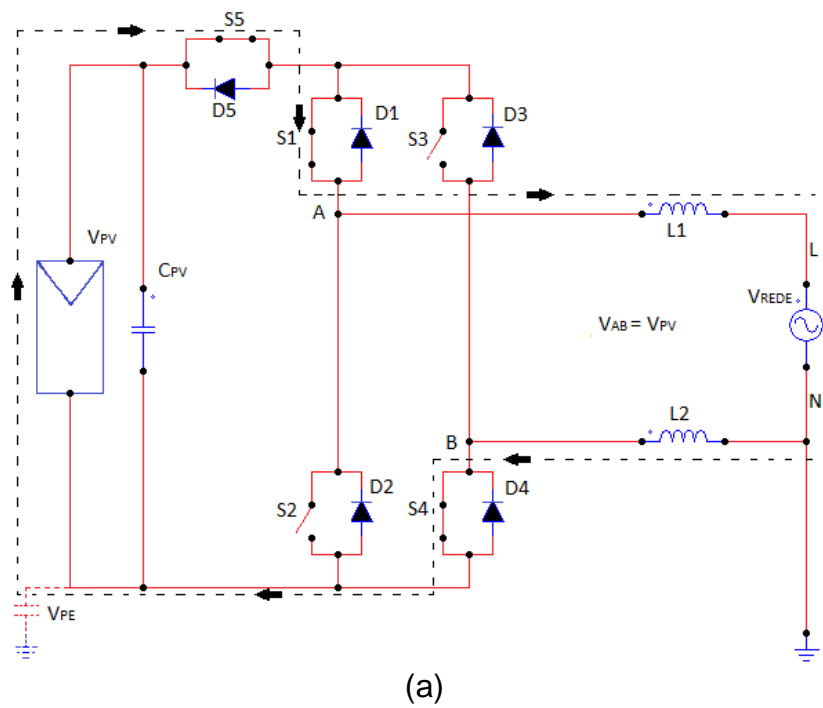 S5
D5
S1
D1
S3
D3
A
L1
L
VPV
CPV
VREDE
VAB = VPV
N
L2
B
S2
D2
S4
D4
VPE
(a)